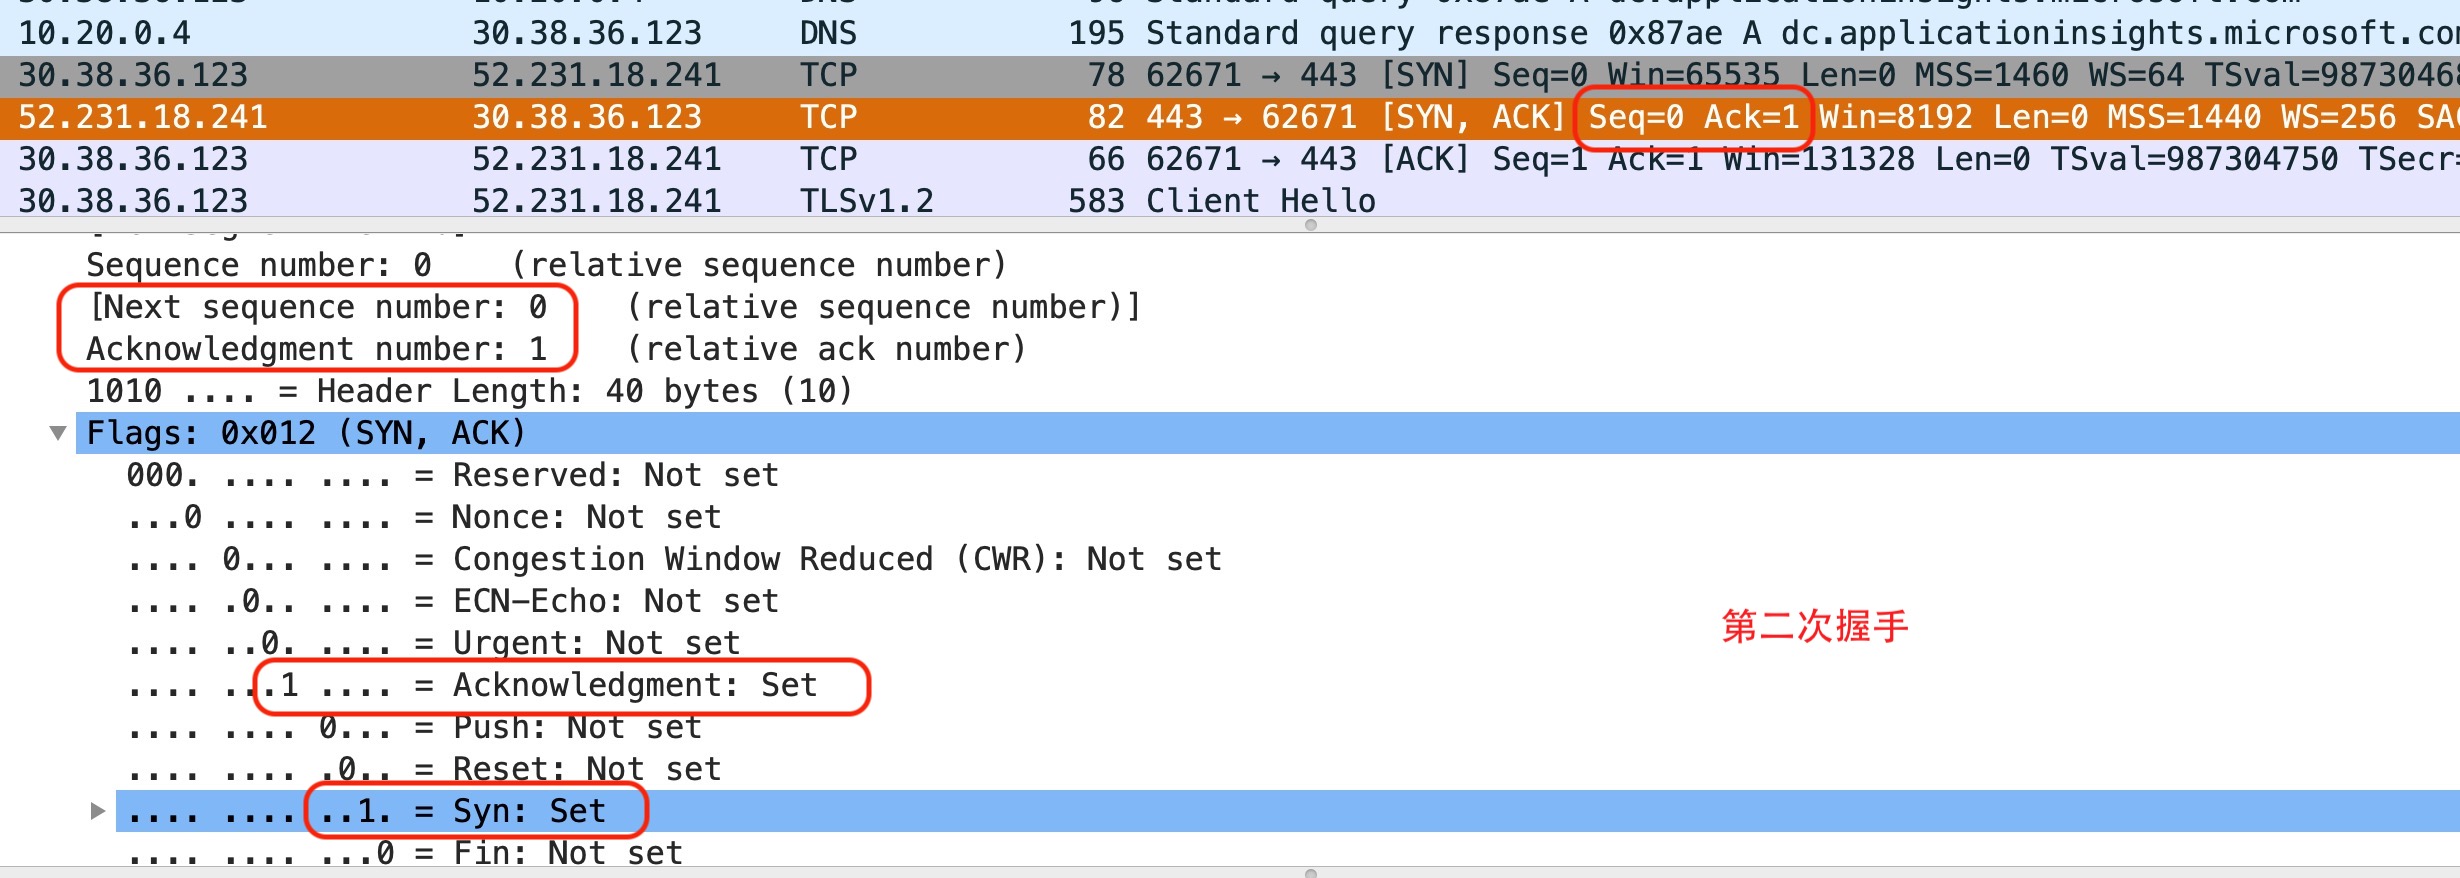 10.20.0.4 30.38.36.123 DNS 195 Standard query response 0x87ae A dc.applicationinsights.microsoft.com
30.38.36.123 52.231.18.241 TCP 78 62671 → 443 [SYN] Seq=0 Win=65535 Len=0 MSS=1460 WS=64 TSval=9873046
52.231.18.241 30.38.36.123 TCP 82 443 → 62671 [SYN, ACK] Seq=0 Ack=1 Win=8192 Len=0 MSS=1440 WS=256 SA
30.38.36.123 52.231.18.241 TCP 66 62671 → 443 [ACK] Seq=1 Ack=1 Win=131328 Len=0 TSval=987304750 TSecr=
30.38.36.123 52.231.18.241 TLSv1.2 583 Client Hello
Sequence number: 0 (relative sequence number)
[Next sequence number: 0 (relative sequence number)]
Acknowledgment number: 1 (relative ack number)
1010 .... = Header Length: 40 bytes (10)
Flags: 0x012 (SYN, ACK)
000. .... .... = Reserved: Not set
...0 .... .... = Nonce: Not set
.... 0... .... = Congestion Window Reduced (CWR): Not set
.... .0.. .... = ECN-Echo: Not set
.... ..0. .... = Urgent: Not set
.... ...1 .... = Acknowledgment: Set
.... .... 0... = Push: Not set
.... .... .0.. = Reset: Not set
.... .... ..1. = Syn: Set
.... .... ...0 = Fin: Not set
第二次握手